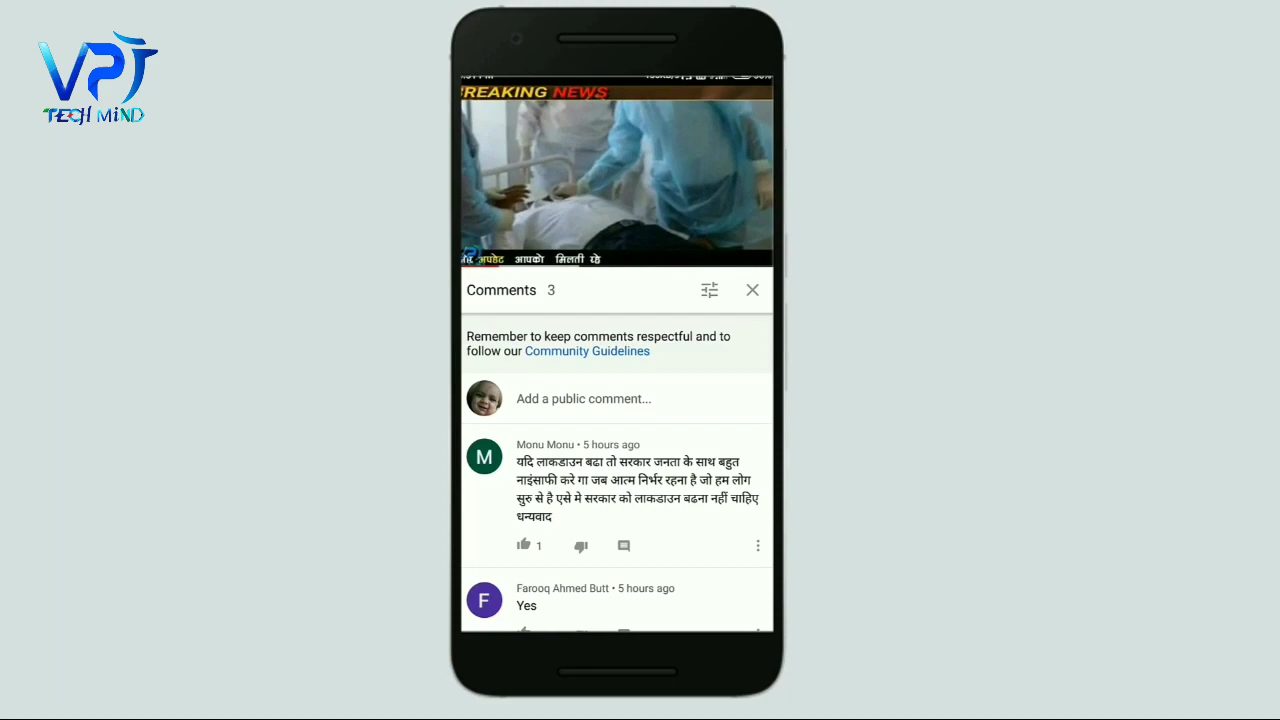 VPT
TECH MiND
REAKING NEWS
अपडेट आपको मिलती रहे
Comments 3
Remember to keep comments respectful and to
follow our Community Guidelines
Add a public comment...
M
Monu Monu • 5 hours ago
यदि लाकडाउन बढा तो सरकार जनता के साथ बहुत
नाइंसाफी करे गा जब आत्म निर्भर रहना है जो हम लोग
सुरु से है एसे मे सरकार को लाकडाउन बढना नहीं चाहिए
धन्यवाद
1
F
Farooq Ahmed Butt • 5 hours ago
Yes